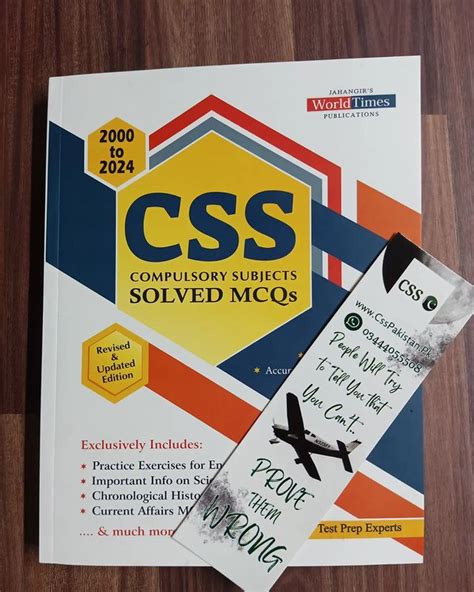 JAHANGIR'S
WorldTimes
PUBLICATIONS
2000
to
2024
CSS
COMPULSORY SUBJECTS
SOLVED MCQs
Revised
&
Updated
Edition
Exclusively Includes:
* Practice Exercises for En
* Important Info on Sci
* Chronological Histo
* Current Affairs M
.... & much mor
Test Prep Experts
CSS
www.CssPakistan.Pk
03444055508
People Will Try
to Tell You that
You Can't..
PROVE
THEM
WRONG